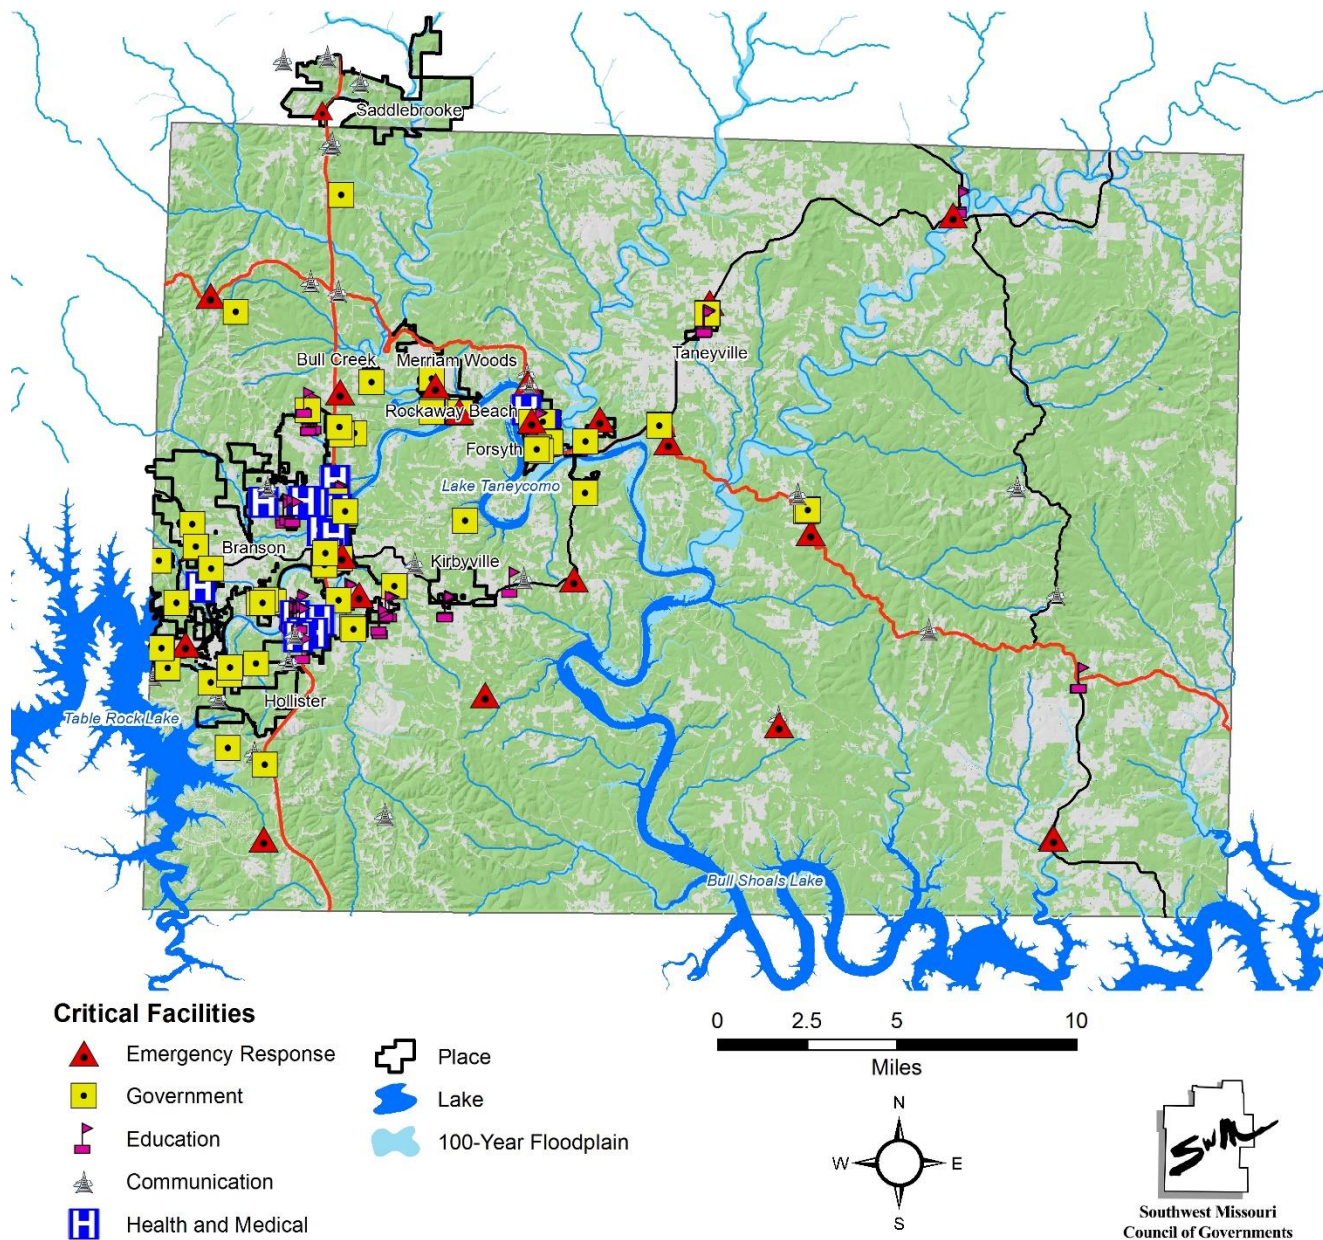 Saddlebrooke
Bull Creek
Merriam Woods
Taneyville
Rockaway Beach
Forsyth
Lake Taneycomo
Branson
Kirbyville
Hollister
Table Rock Lake
Bull Shoals Lake
Critical Facilities
Emergency Response
Government
Education
Communication
H
Health and Medical
Place
Lake
100-Year Floodplain
0 2.5 5 10
Miles
N
W E
S
SWM
Southwest Missouri
Council of Governments